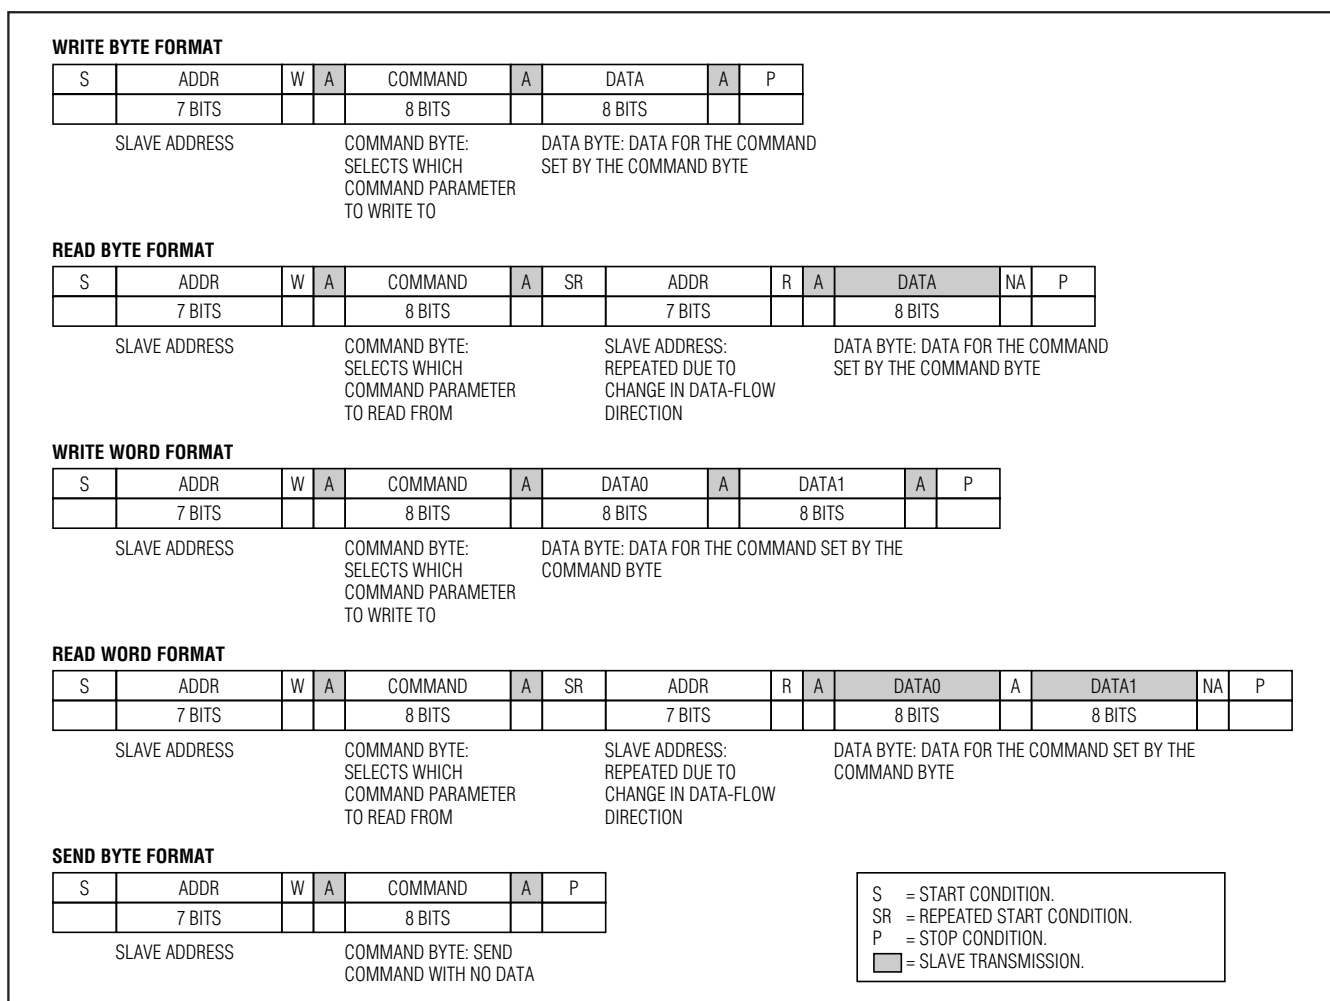 WRITE BYTE FORMAT
S ADDR W A COMMAND A DATA A P
7 BITS 8 BITS 8 BITS
SLAVE ADDRESS
COMMAND BYTE:
SELECTS WHICH
COMMAND PARAMETER
TO WRITE TO
DATA BYTE: DATA FOR THE COMMAND
SET BY THE COMMAND BYTE
READ BYTE FORMAT
S ADDR W A COMMAND A SR ADDR R A DATA NA P
7 BITS 8 BITS 7 BITS 8 BITS
SLAVE ADDRESS
COMMAND BYTE:
SELECTS WHICH
COMMAND PARAMETER
TO READ FROM
SLAVE ADDRESS:
REPEATED DUE TO
CHANGE IN DATA-FLOW
DIRECTION
DATA BYTE: DATA FOR THE COMMAND
SET BY THE COMMAND BYTE
WRITE WORD FORMAT
S ADDR W A COMMAND A DATA0 A DATA1 A P
7 BITS 8 BITS 8 BITS 8 BITS
SLAVE ADDRESS
COMMAND BYTE:
SELECTS WHICH
COMMAND PARAMETER
TO WRITE TO
DATA BYTE: DATA FOR THE COMMAND SET BY THE
COMMAND BYTE
READ WORD FORMAT
S ADDR W A COMMAND A SR ADDR R A DATA0 A DATA1 NA P
7 BITS 8 BITS 7 BITS 8 BITS 8 BITS
SLAVE ADDRESS
COMMAND BYTE:
SELECTS WHICH
COMMAND PARAMETER
TO READ FROM
SLAVE ADDRESS:
REPEATED DUE TO
CHANGE IN DATA-FLOW
DIRECTION
DATA BYTE: DATA FOR THE COMMAND SET BY THE
COMMAND BYTE
SEND BYTE FORMAT
S ADDR W A COMMAND A P
7 BITS 8 BITS
SLAVE ADDRESS
COMMAND BYTE: SEND
COMMAND WITH NO DATA
S = START CONDITION.
SR = REPEATED START CONDITION.
P = STOP CONDITION.
= SLAVE TRANSMISSION.